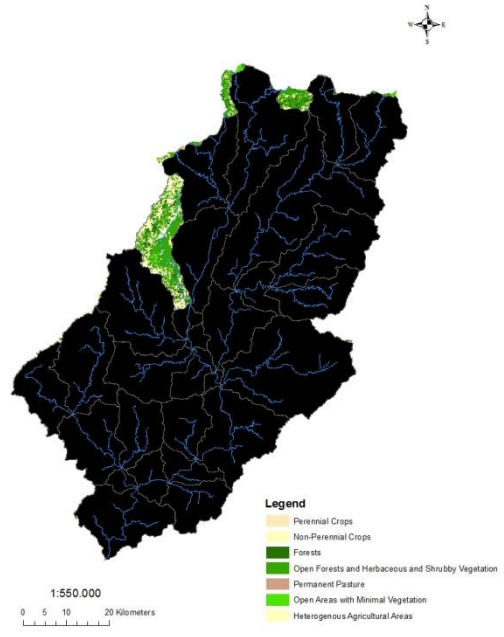 N
W E
S
Legend
Perennial Crops
Non-Perennial Crops
Forests
Open Forests and Herbaceous and Shrubby Vegetation
Permanent Pasture
Open Areas with Minimal Vegetation
Heterogenous Agricultural Areas
1:550.000
0 5 10 20 Kilometers